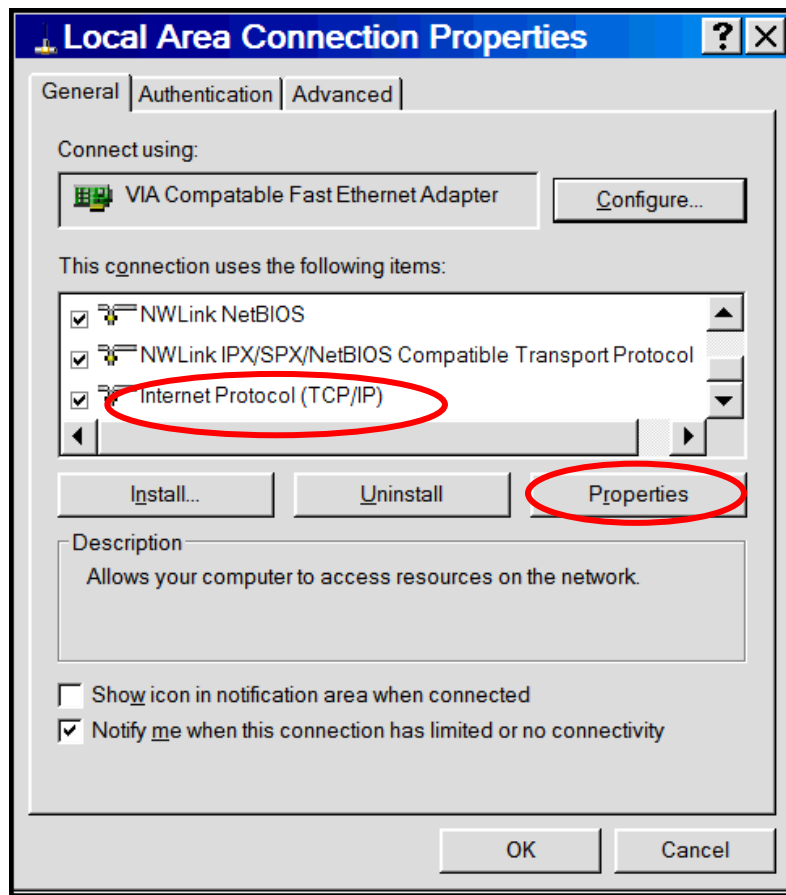 Local Area Connection Properties ? X
General Authentication Advanced
Connect using:
VIA Compatable Fast Ethernet Adapter Configure...
This connection uses the following items:
NWLink NetBIOS
NWLink IPX/SPX/NetBIOS Compatible Transport Protocol
Internet Protocol (TCP/IP)
Install... Uninstall Properties
Description
Allows your computer to access resources on the network.
Show icon in notification area when connected
Notify me when this connection has limited or no connectivity
OK Cancel